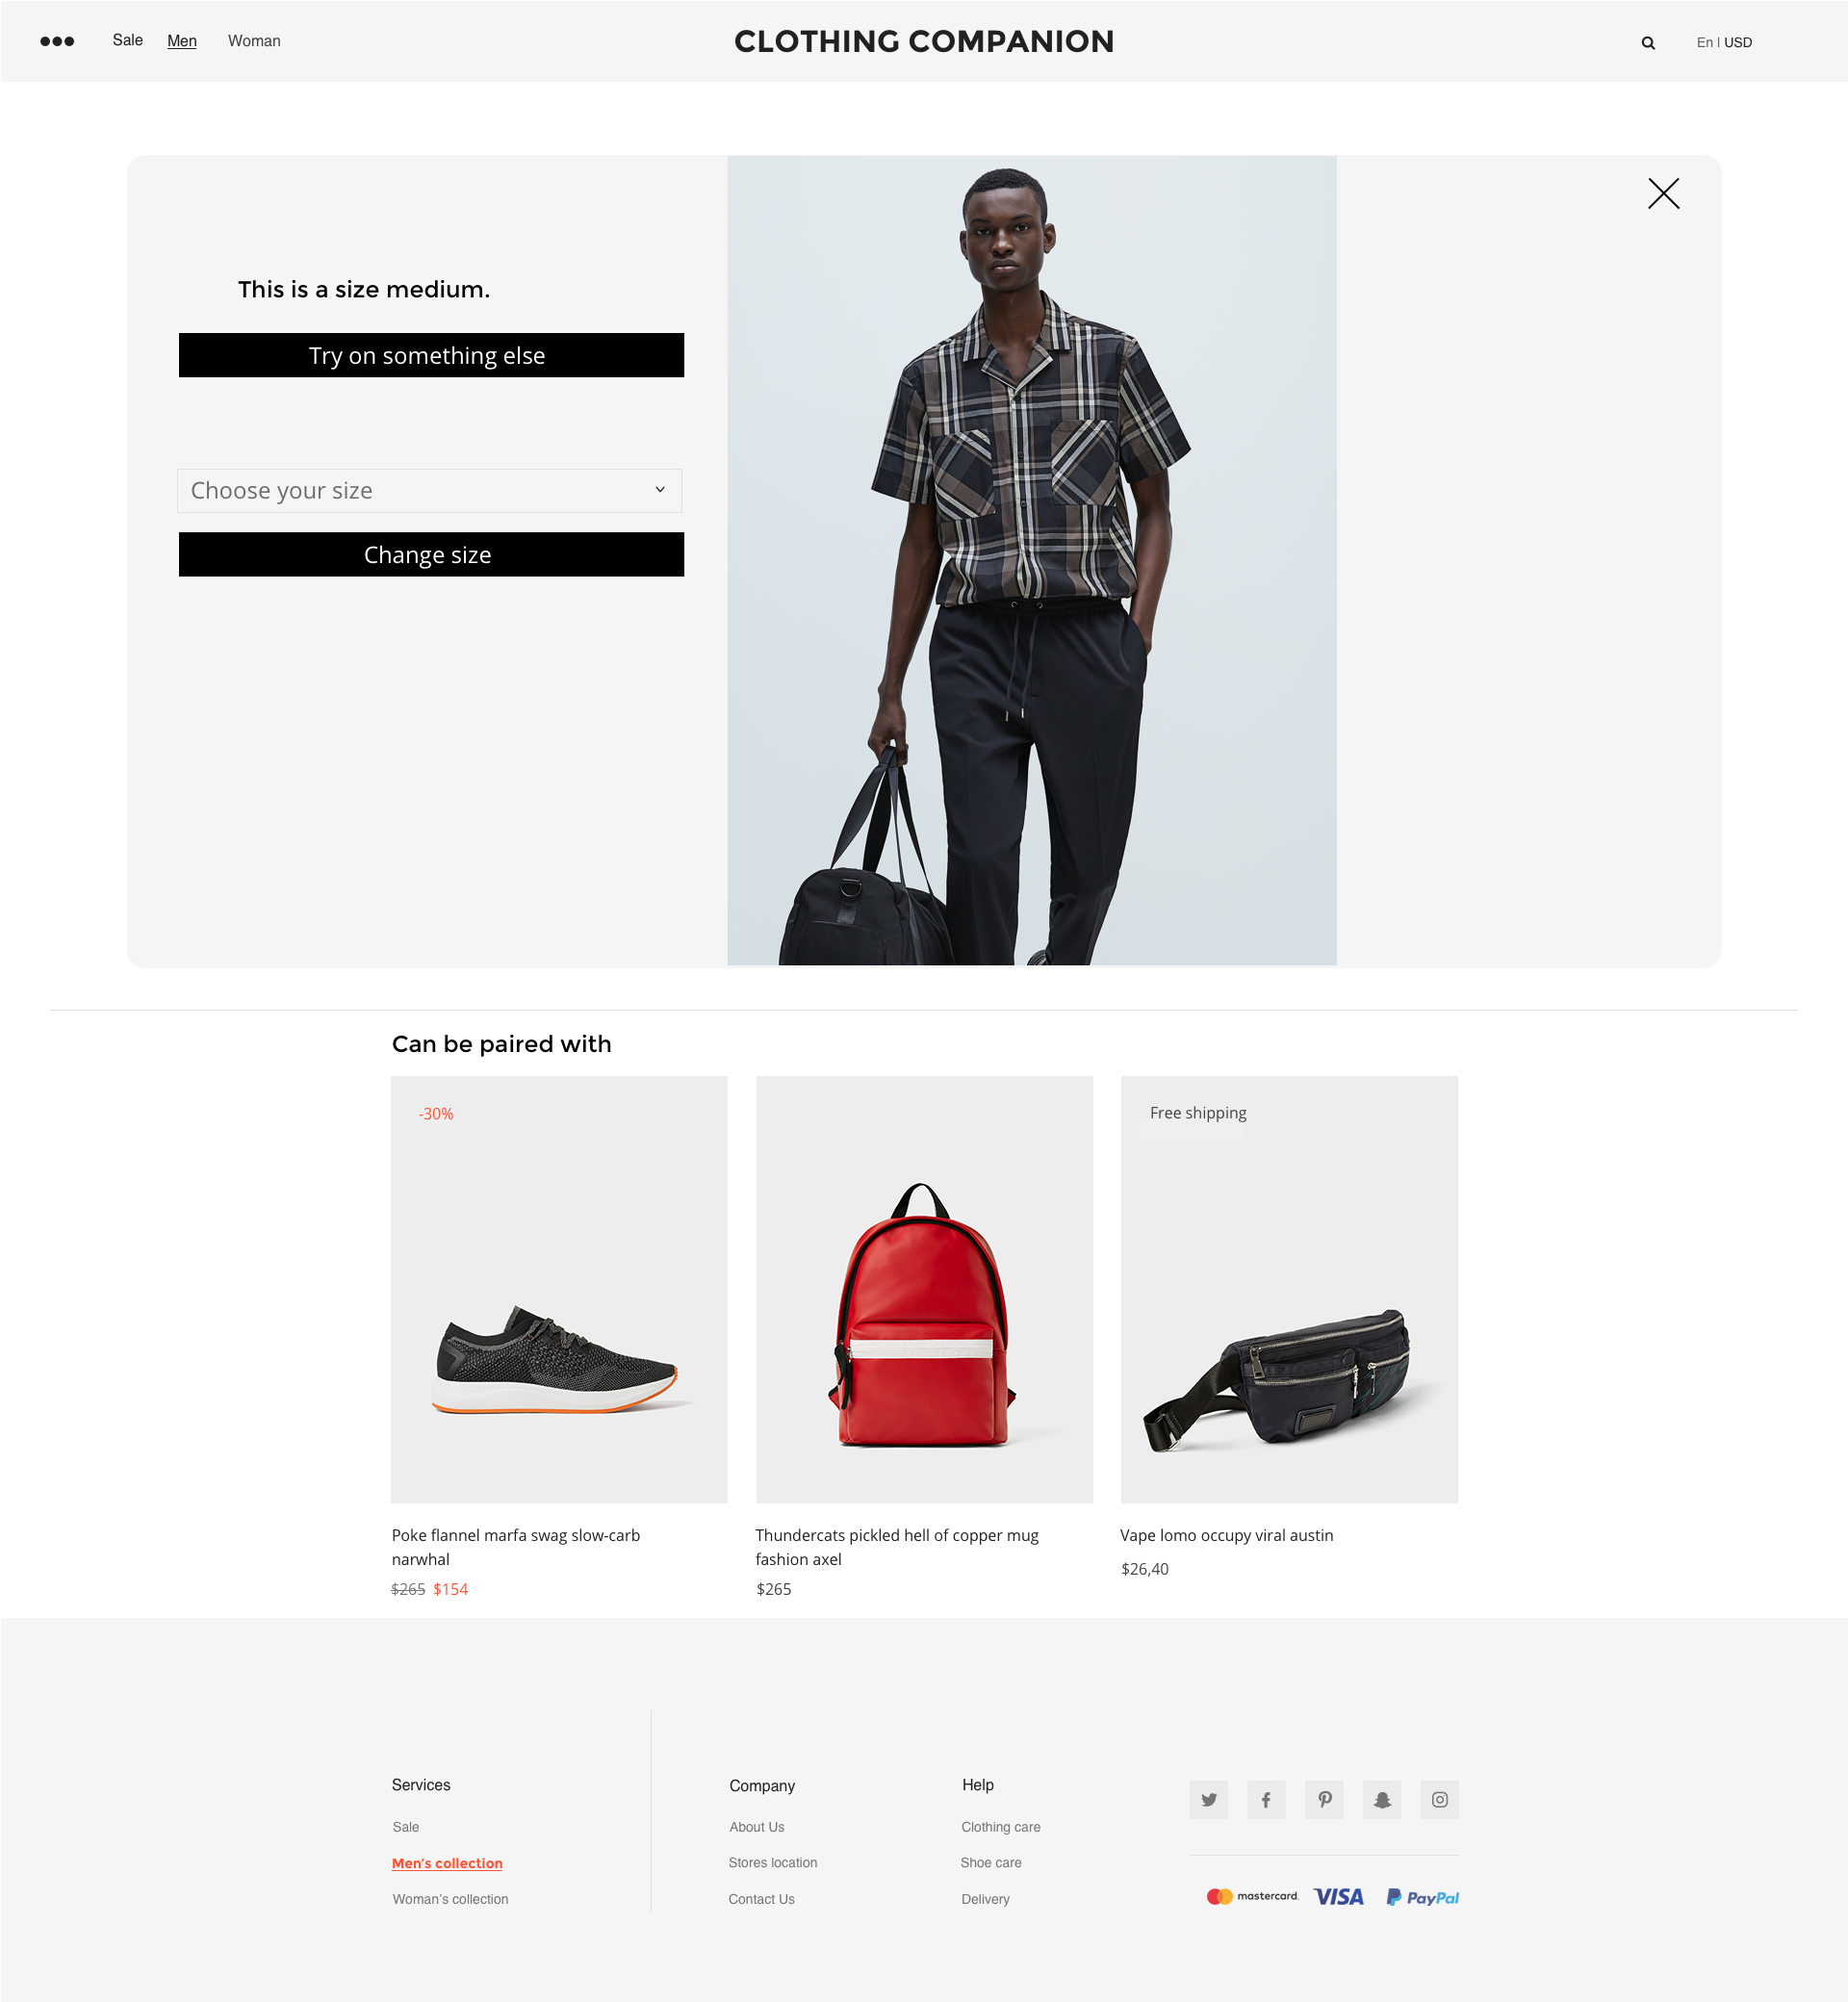 Sale Men Woman CLOTHING COMPANION En | USD
This is a size medium.
Try on something else
Choose your size
Change size
Can be paired with
-30%
Free shipping
Poke flannel marfa swag slow-carb
narwhal
$265 $154
Thundercats pickled hell of copper mug
fashion axel
$265
Vape lomo occupy viral austin
$26,40
Services
Sale
Men's collection
Woman's collection
Company
About Us
Stores location
Contact Us
Help
Clothing care
Shoe care
Delivery
mastercard. VISA PayPal